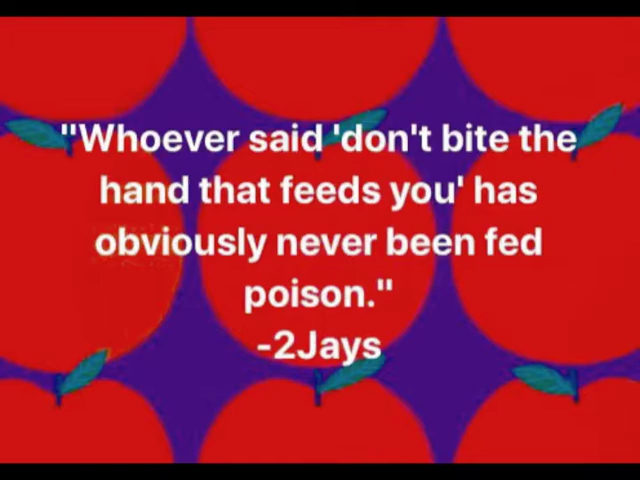 "Whoever said 'don't bite the
hand that feeds you' has
obviously never been fed
poison."
-2Jays